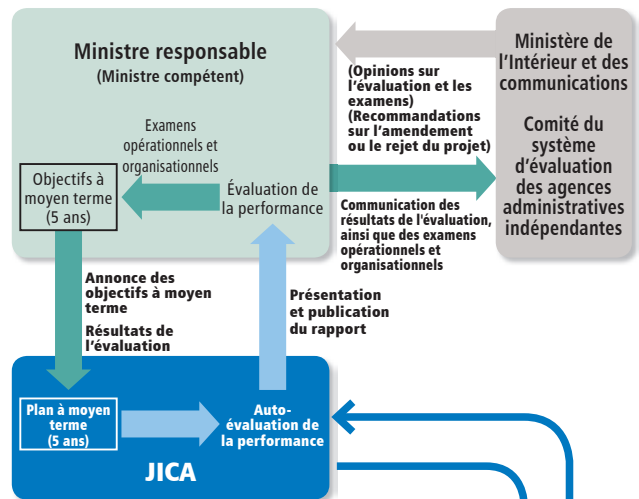 Ministre responsable
(Ministre compétent)
Examens
opérationnels et
organisationnels
Objectifs à
moyen terme
(5 ans)
Évaluation de
la performance
(Opinions sur
l'évaluation et les
examens)
(Recommandations
sur l'amendement
ou le rejet du projet)
Ministère de
l'Intérieur et des
communications
Comité du
système
d'évaluation
des agences
administratives
indépendantes
Communication des
résultats de l'évaluation,
ainsi que des examens
opérationnels et
organisationnels
Annonce des
objectifs à moyen
terme
Résultats de
l'évaluation
Présentation
et publication
du rapport
Plan à moyen
terme
(5 ans)
Auto-
évaluation de
la performance
JICA